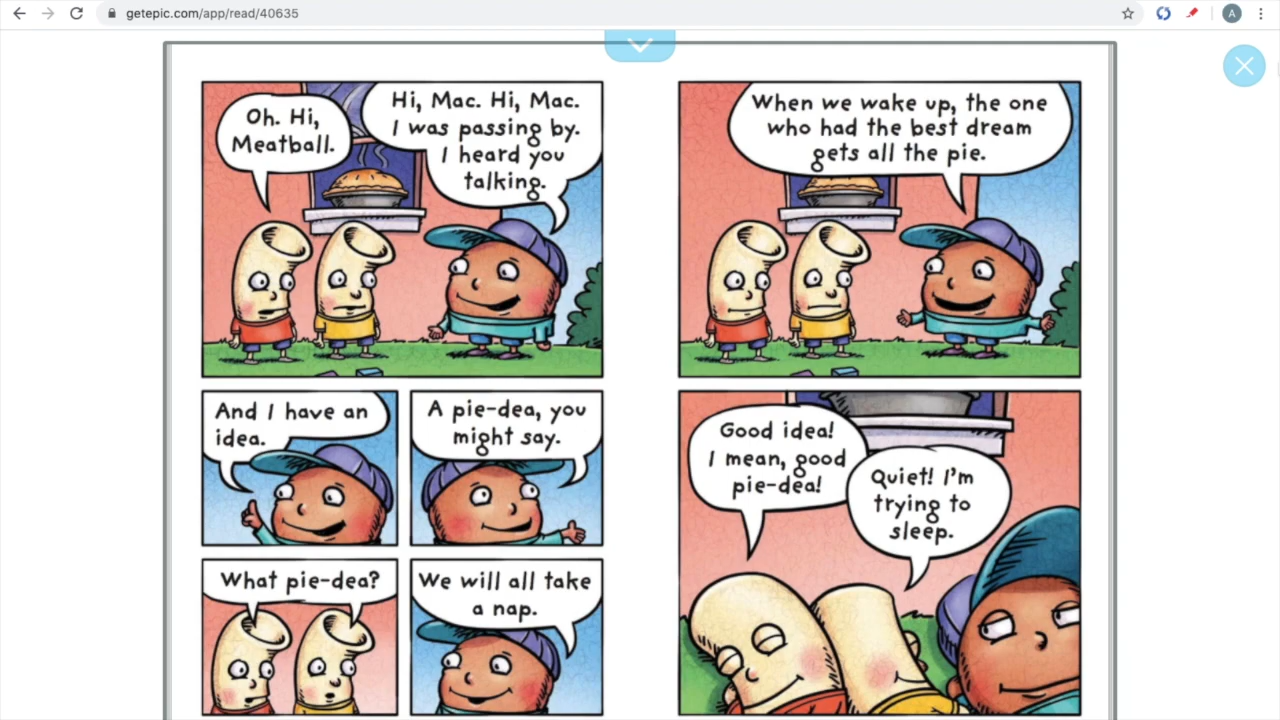 getepic.com/app/read/40635
A
Oh. Hi,
Meatball.
Hi, Mac. Hi, Mac.
I was passing by.
I heard you
talking.
And I have an
idea.
A pie-dea, you
might say.
What pie-dea?
We will all take
a nap.
When we wake up, the one
who had the best dream
gets all the pie.
Good idea!
I mean, good
pie-dea!
Quiet! I'm
trying to
sleep.